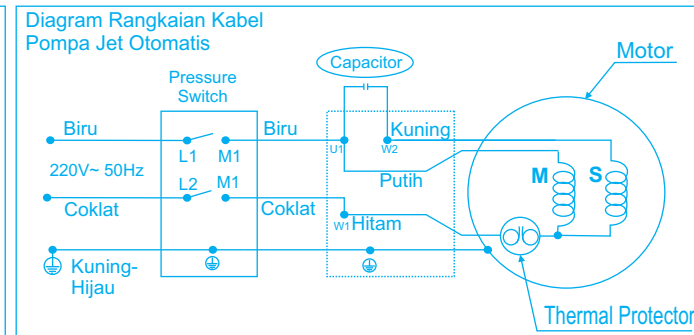 Diagram Rangkaian Kabel
Pompa Jet Otomatis
Capacitor
Motor
Pressure
Switch
Biru
Biru
Kuning
L1
M1
U1
W2
220V~ 50Hz
L2
M1
Putih
M
S
Coklat
Coklat
W1
Hitam
Kuning-
Hijau
Thermal Protector